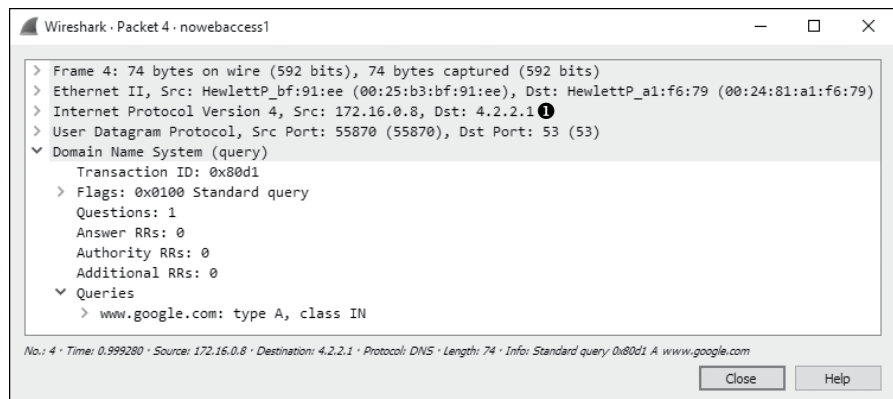 Wireshark · Packet 4 · nowebaccess1
> Frame 4: 74 bytes on wire (592 bits), 74 bytes captured (592 bits)
> Ethernet II, Src: HewlettP_bf:91:ee (00:25:b3:bf:91:ee), Dst: HewlettP_a1:f6:79 (00:24:81:a1:f6:79)
> Internet Protocol Version 4, Src: 172.16.0.8, Dst: 4.2.2.1 ❶
> User Datagram Protocol, Src Port: 55870 (55870), Dst Port: 53 (53)
Domain Name System (query)
Transaction ID: 0x80d1
> Flags: 0x0100 Standard query
Questions: 1
Answer RRs: 0
Authority RRs: 0
Additional RRs: 0
Queries
> www.google.com: type A, class IN
No.: 4 · Time: 0.999280 · Source: 172.16.0.8 · Destination: 4.2.2.1 · Protocol: DNS · Length: 74 · Info: Standard query 0x80d1 A www.google.com
Close Help